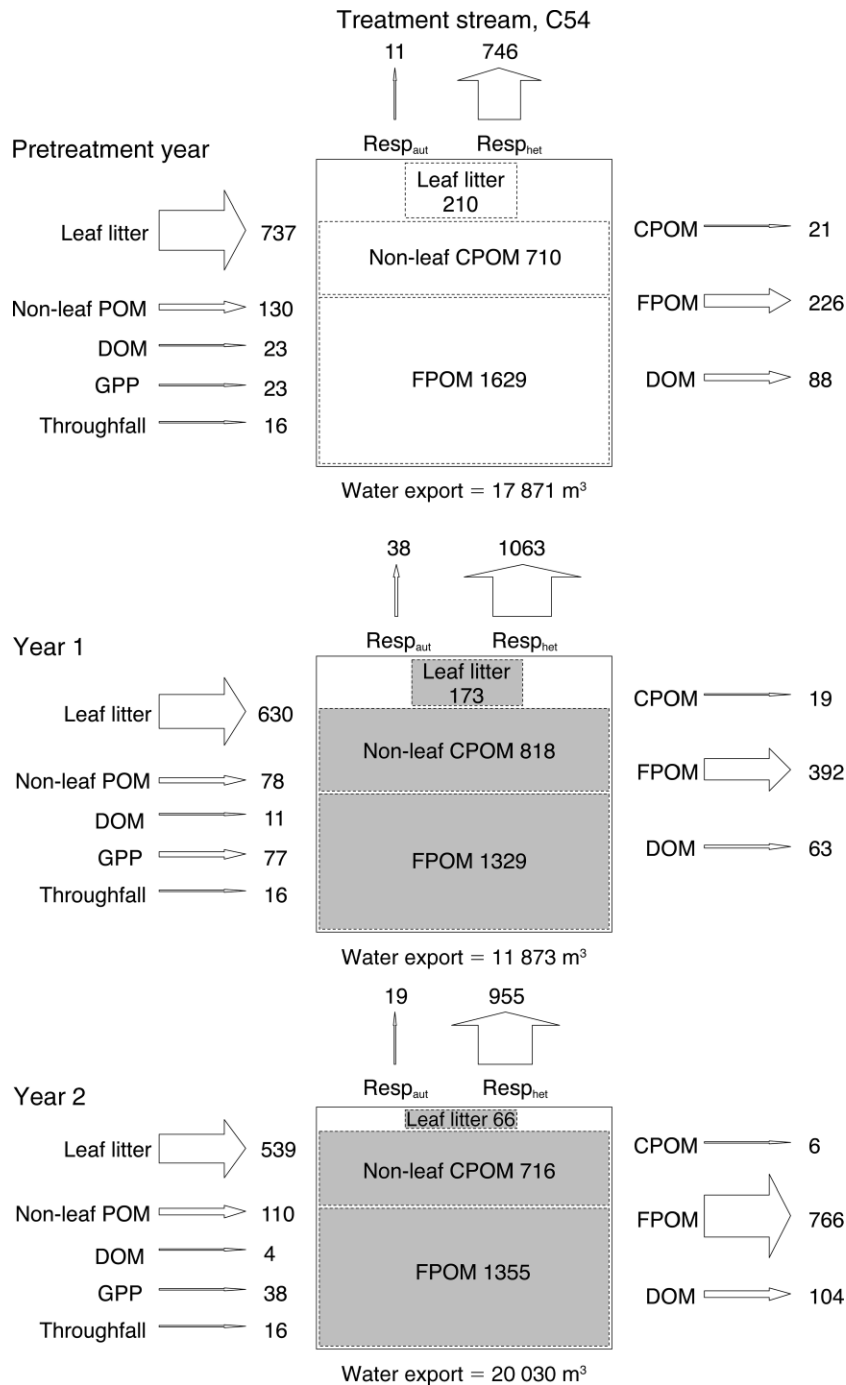 Treatment stream, C54
11 746
Resp_aut Resp_het
Pretreatment year
Leaf litter 737
Non-leaf POM 130
DOM 23
GPP 23
Throughfall 16
Leaf litter
210
Non-leaf CPOM 710
FPOM 1629
CPOM 21
FPOM 226
DOM 88
Water export = 17 871 m³
38 1063
Resp_aut Resp_het
Year 1
Leaf litter 630
Non-leaf POM 78
DOM 11
GPP 77
Throughfall 16
Leaf litter
173
Non-leaf CPOM 818
FPOM 1329
CPOM 19
FPOM 392
DOM 63
Water export = 11 873 m³
19 955
Resp_aut Resp_het
Year 2
Leaf litter 539
Non-leaf POM 110
DOM 4
GPP 38
Throughfall 16
Leaf litter 66
Non-leaf CPOM 716
FPOM 1355
CPOM 6
FPOM 766
DOM 104
Water export = 20 030 m³